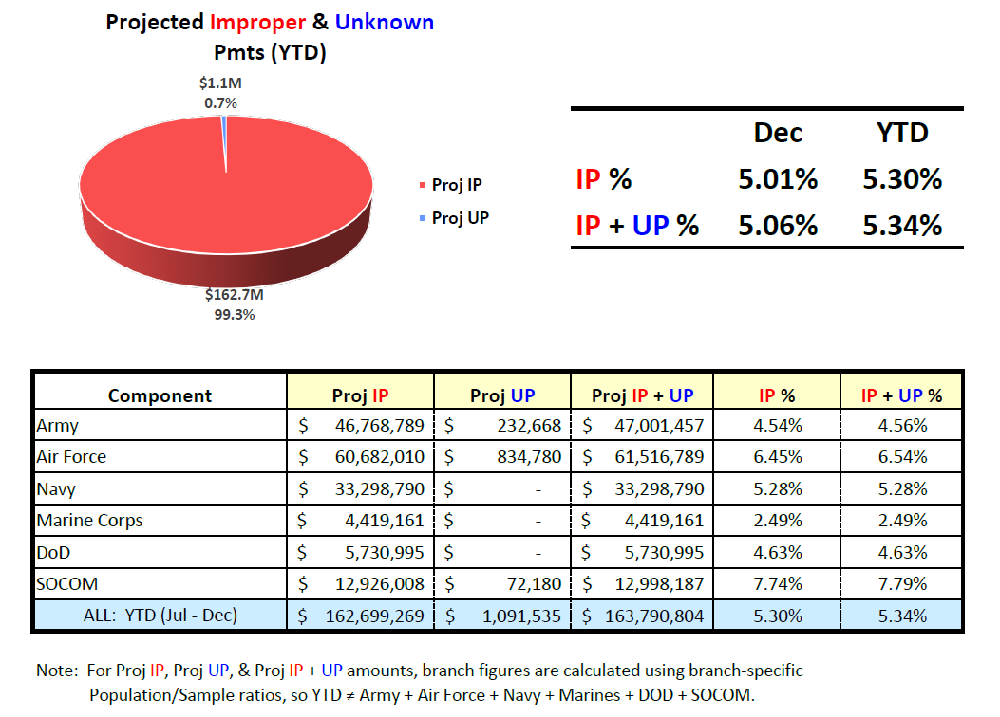 Projected Improper & Unknown
Pmts (YTD)
$1.1M
0.7%
Proj IP
Proj UP
$162.7M
99.3%
Dec YTD
IP % 5.01% 5.30%
IP + UP % 5.06% 5.34%
Component Proj IP Proj UP Proj IP + UP IP % IP + UP %
Army $ 46,768,789 $ 232,668 $ 47,001,457 4.54% 4.56%
Air Force $ 60,682,010 $ 834,780 $ 61,516,789 6.45% 6.54%
Navy $ 33,298,790 $ - $ 33,298,790 5.28% 5.28%
Marine Corps $ 4,419,161 $ - $ 4,419,161 2.49% 2.49%
DoD $ 5,730,995 $ - $ 5,730,995 4.63% 4.63%
SOCOM $ 12,926,008 $ 72,180 $ 12,998,187 7.74% 7.79%
ALL: YTD (Jul - Dec) $ 162,699,269 $ 1,091,535 $ 163,790,804 5.30% 5.34%
Note: For Proj IP, Proj UP, & Proj IP + UP amounts, branch figures are calculated using branch-specific
Population/Sample ratios, so YTD ≠ Army + Air Force + Navy + Marines + DOD + SOCOM.